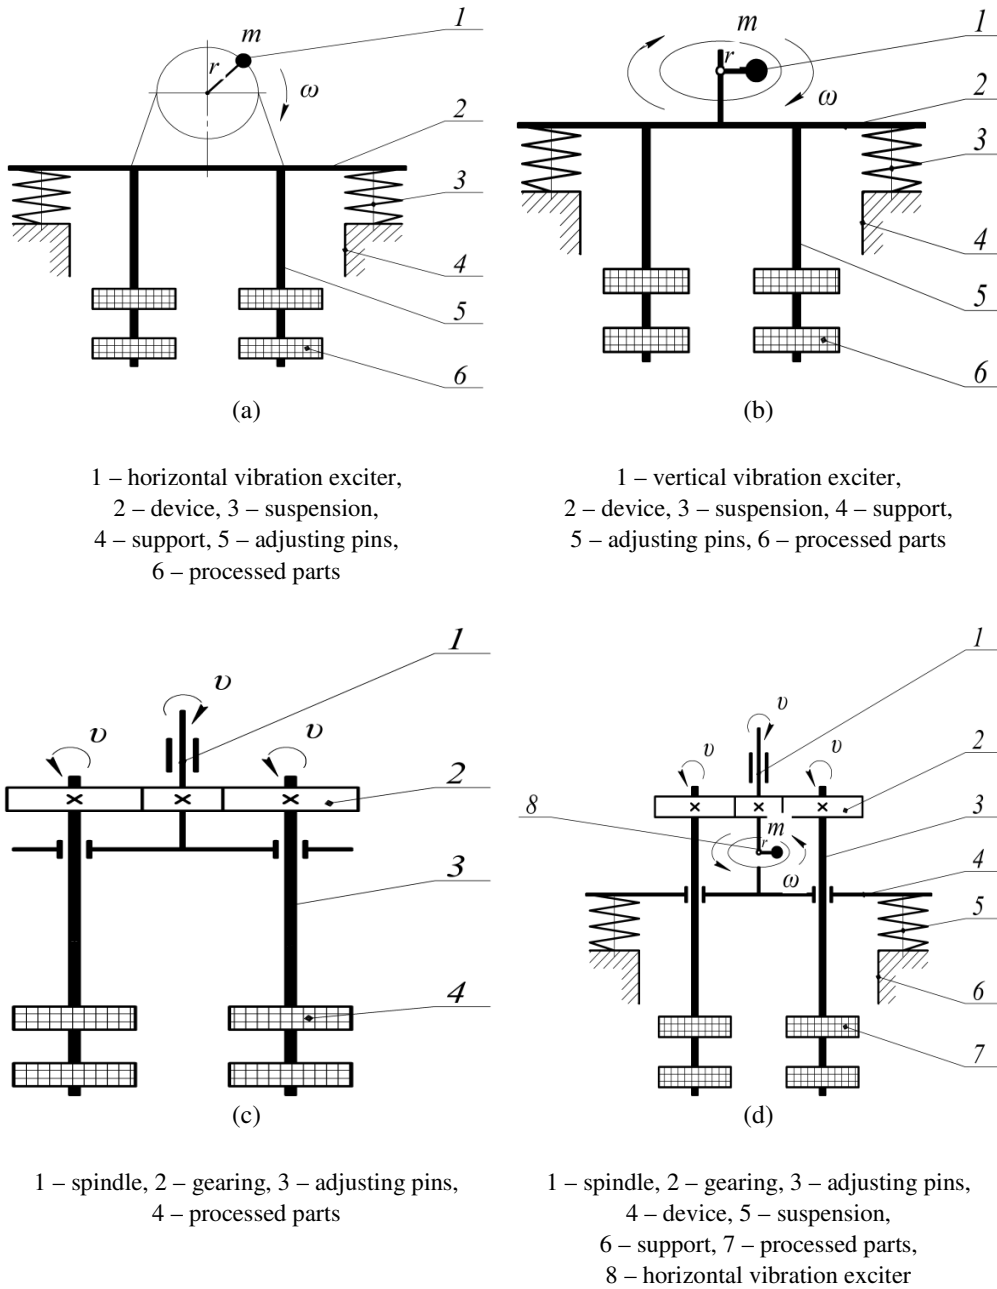 m
1
r
ω
2
3
4
5
6
(a)
1 – horizontal vibration exciter,
2 – device, 3 – suspension,
4 – support, 5 – adjusting pins,
6 – processed parts
m
1
r
ω
2
3
4
5
6
(b)
1 – vertical vibration exciter,
2 – device, 3 – suspension, 4 – support,
5 – adjusting pins, 6 – processed parts
1
υ
υ
υ
2
3
4
(c)
1 – spindle, 2 – gearing, 3 – adjusting pins,
4 – processed parts
1
υ
υ
υ
2
8
m
3
r
ω
4
5
6
7
(d)
1 – spindle, 2 – gearing, 3 – adjusting pins,
4 – device, 5 – suspension,
6 – support, 7 – processed parts,
8 – horizontal vibration exciter